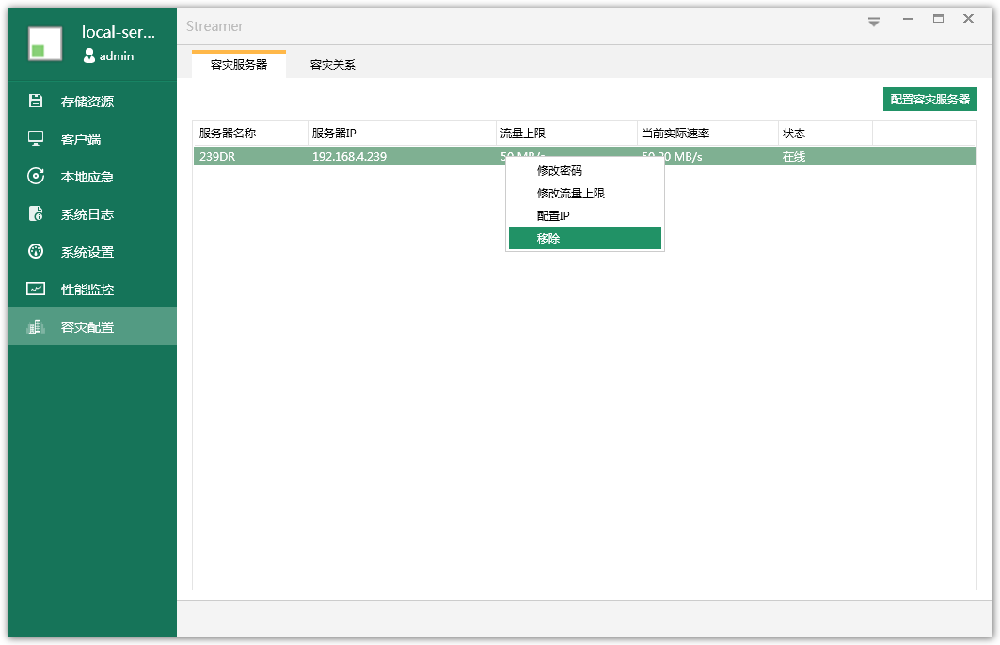 local-ser...
admin
Streamer
存储资源
客户端
本地应急
系统日志
系统设置
性能监控
容灾配置
容灾服务器 容灾关系
配置容灾服务器
服务器名称 服务器IP 流量上限 当前实际速率 状态
239DR 192.168.4.239 50 MB/s 50.20 MB/s 在线
修改密码
修改流量上限
配置IP
移除